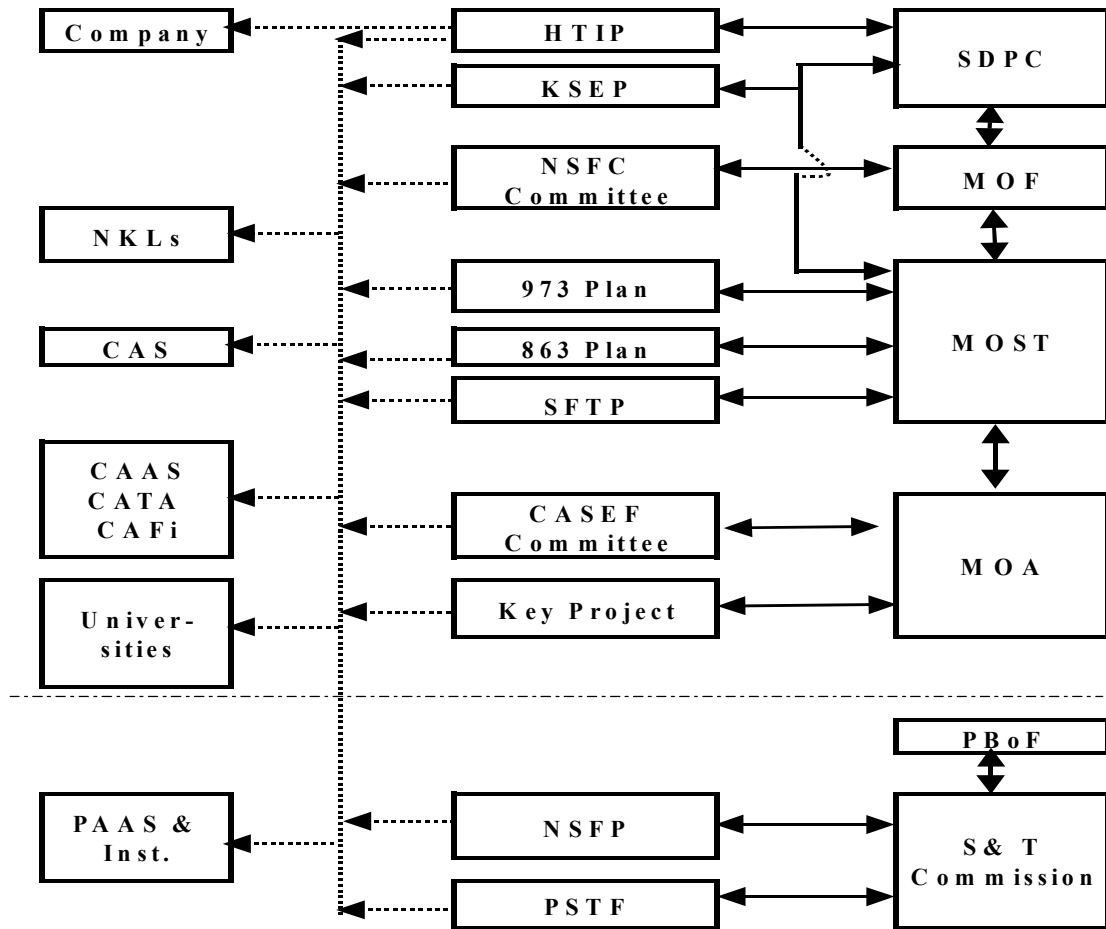 Company
HTIP
SDPC
KSEP
NSFC
Committee
MOF
NKLs
973 Plan
MOST
CAS
863 Plan
SFTP
CAAS
CATA
CAFi
CASEF
Committee
MOA
Univer-
sities
Key Project
PBoF
PAAS &
Inst.
NSFP
S& T
Commission
PSTF